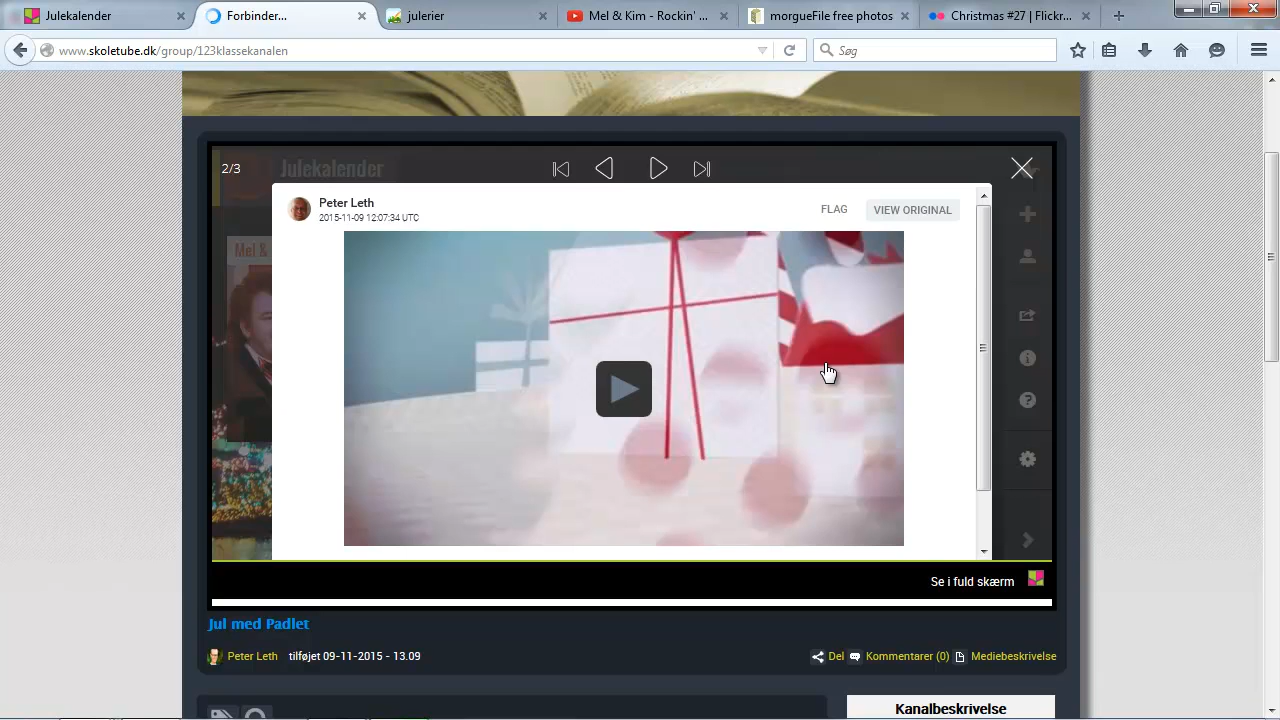 Julekalender
Forbinder...
julerier
Mel & Kim - Rockin' ...
morgueFile free photos
Christmas #27 | Flickr...
www.skoletube.dk/group/123klassekanalen
Søg
2/3
Julekalender
Peter Leth
2015-11-09 12:07:34 UTC
FLAG
VIEW ORIGINAL
Mel &
Se i fuld skærm
Jul med Padlet
Peter Leth
tilføjet 09-11-2015 - 13.09
Del
Kommentarer (0)
Mediebeskrivelse
Kanalbeskrivelse